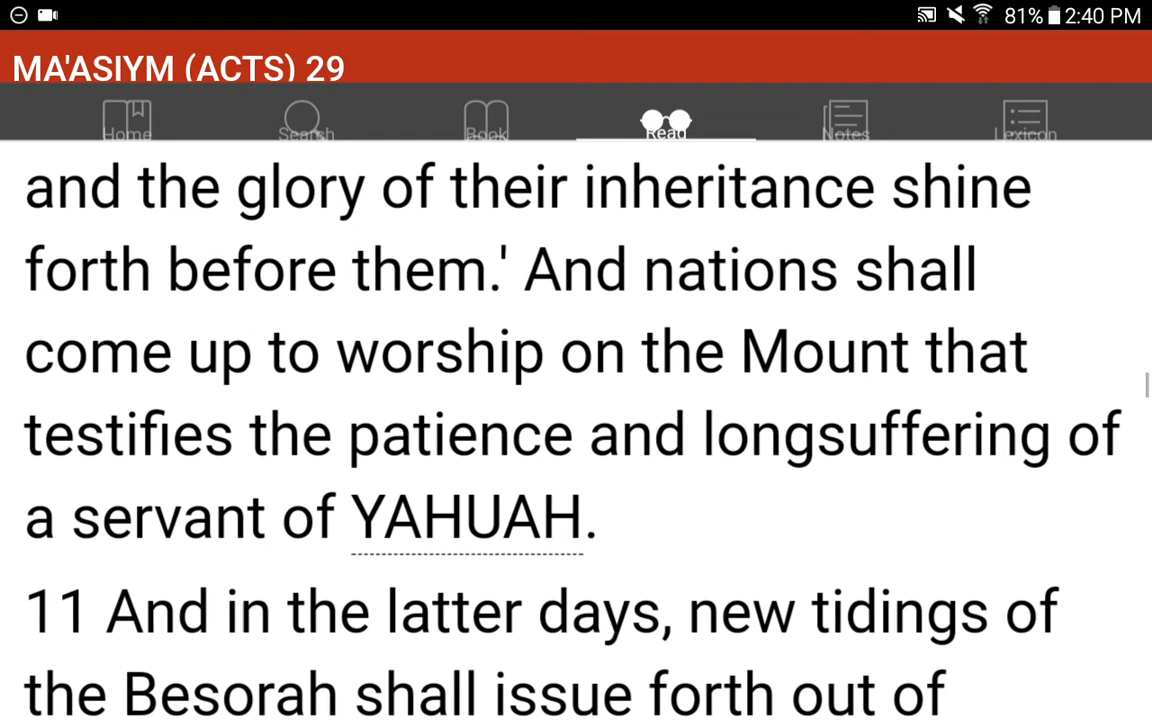 81% 2:40 PM
MA'ASIYM (ACTS) 29
Home Search Book Read Notes Lexicon
and the glory of their inheritance shine
forth before them.' And nations shall
come up to worship on the Mount that
testifies the patience and longsuffering of
a servant of YAHUAH.
11 And in the latter days, new tidings of
the Besorah shall issue forth out of